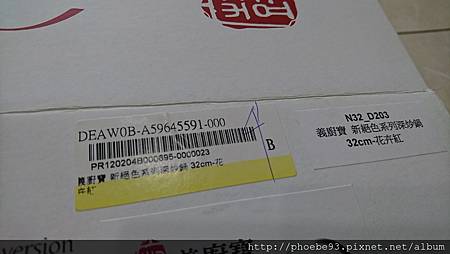 DEAW0B-A59645591-000
PR120204B000895-0000023
義廚寶 新絕色系列深炒鍋 32cm-花
卉紅
B
N32_D203
義廚寶 新絕色系列深炒鍋
32cm-花卉紅
version
http://phoebe93.pixnet.net/album